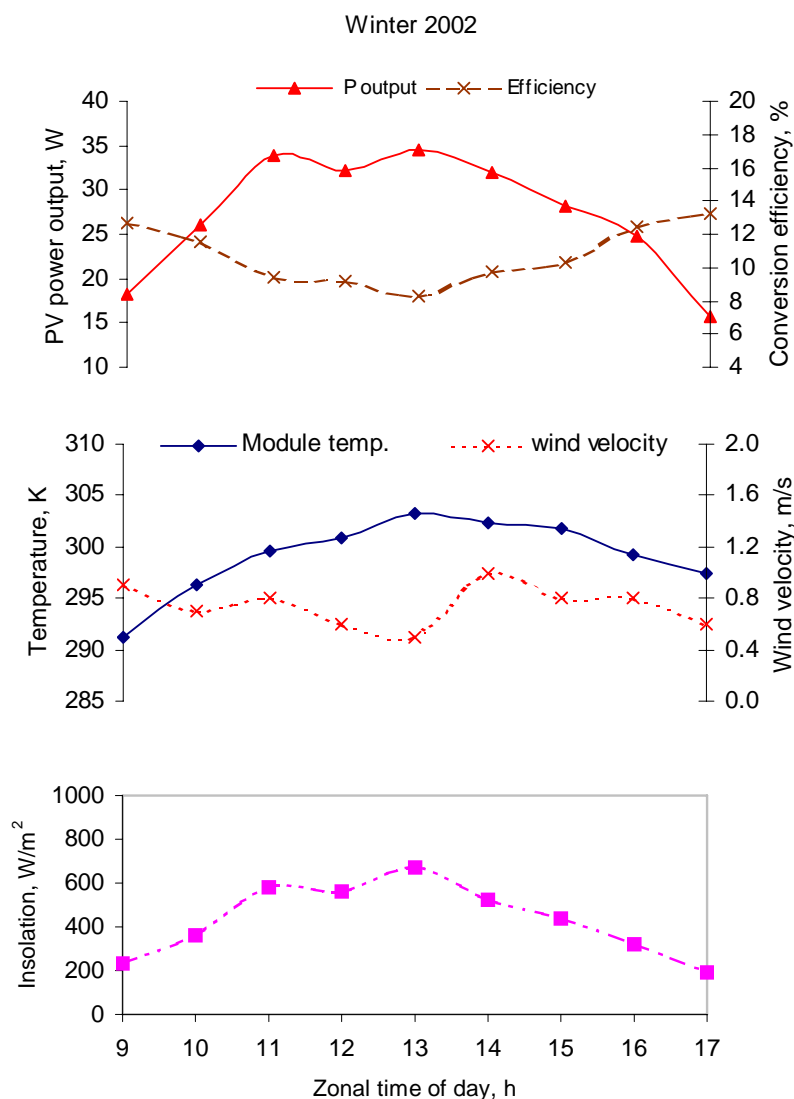 Winter 2002
P output
Efficiency
PV power output, W
40
35
30
25
20
15
10
Conversion efficiency, %
20
18
16
14
12
10
8
6
4
Module temp.
wind velocity
Temperature, K
310
305
300
295
290
285
Wind velocity, m/s
2.0
1.6
1.2
0.8
0.4
0.0
Insolation, W/m²
1000
800
600
400
200
0
9 10 11 12 13 14 15 16 17
Zonal time of day, h